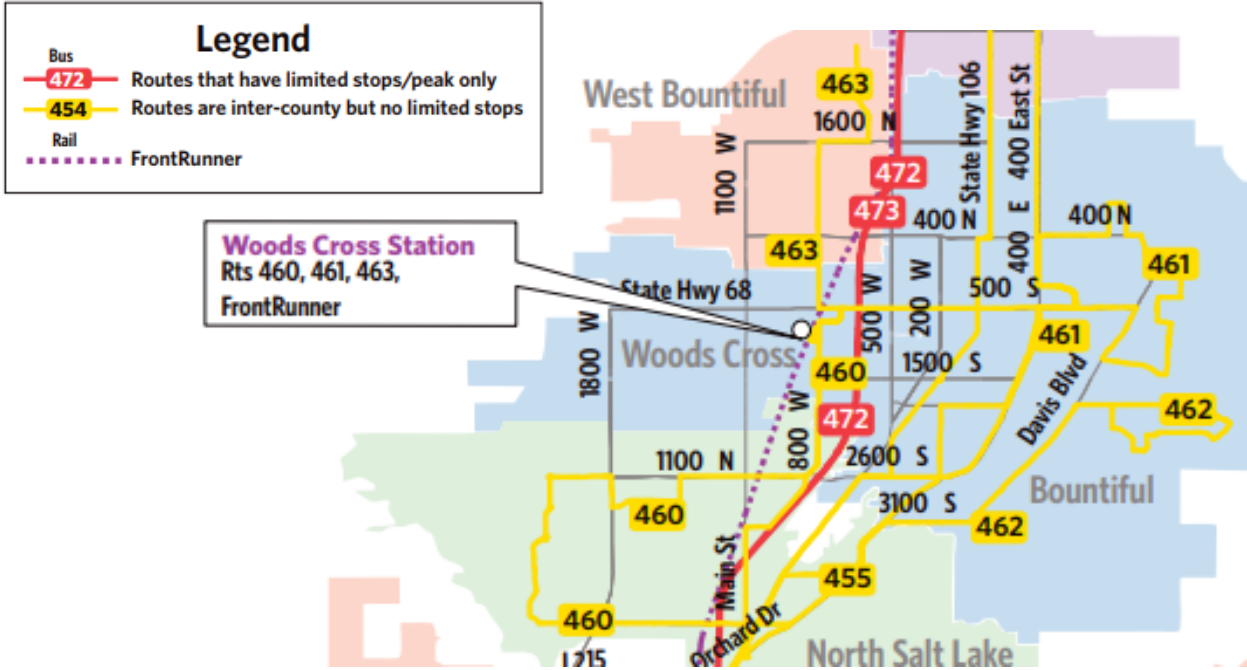 Legend
Bus
472 Routes that have limited stops/peak only
454 Routes are inter-county but no limited stops
Rail
FrontRunner
Woods Cross Station
Rts 460, 461, 463,
FrontRunner
West Bountiful
463
1600 N
1100 W
State Hwy 106
400 East St
472
473
400 N
400 E
400 N
463
461
State Hwy 68
500 W
200 W
500 S
1800 W
Woods Cross
461
460
1500 S
Davis Blvd
800 W
472
462
1100 N
2600 S
3100 S
Bountiful
460
462
Main St
455
460
Orchard Dr
North Salt Lake
I 215